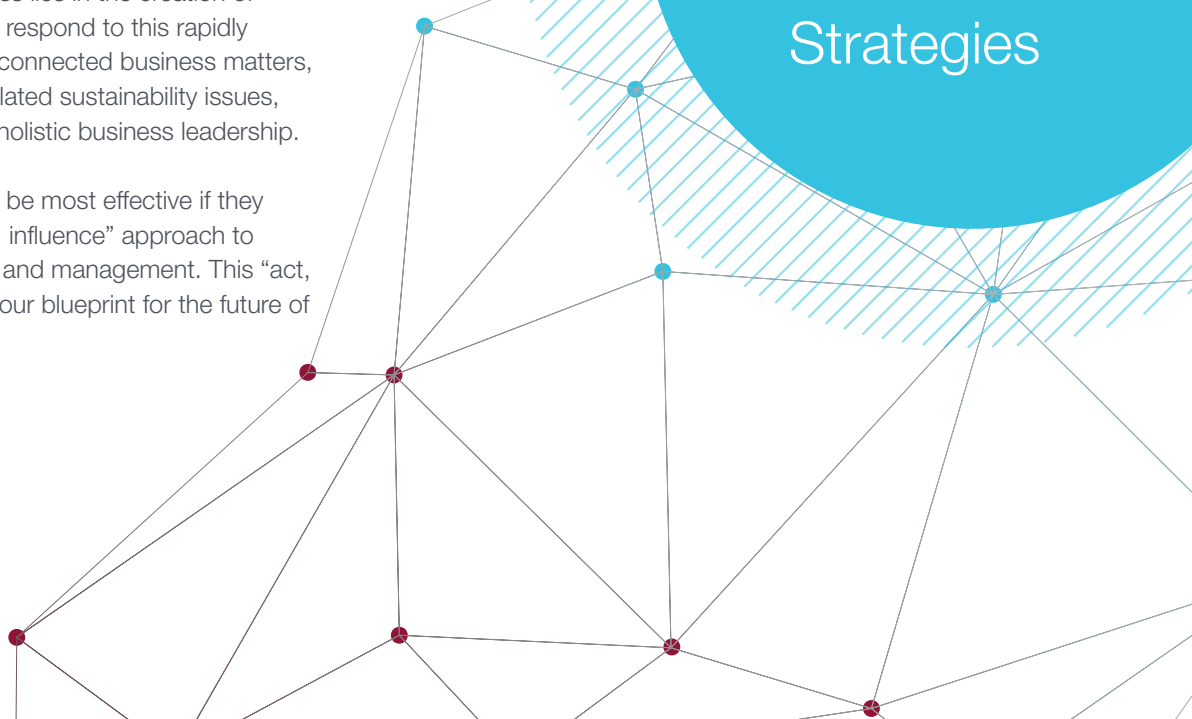 respond to this rapidly
connected business matters,
lated sustainability issues,
holistic business leadership.
be most effective if they
influence” approach to
and management. This “act,
our blueprint for the future of
Strategies